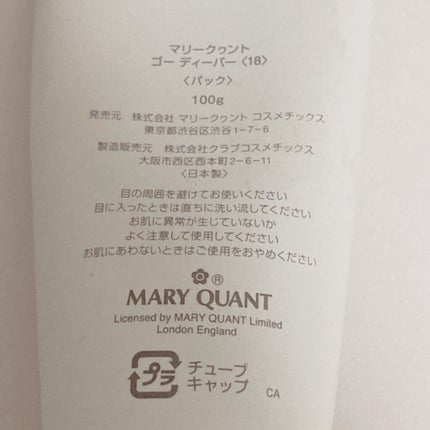 マリークヮント
ゴー ディーパー〈18〉
〈パック〉
100g
発売元 株式会社 マリークヮント コスメチックス
東京都渋谷区渋谷1-7-6
製造販売元 株式会社クラブコスメチックス
大阪市西区西本町2-6-11
〈日本製〉
目の周囲を避けてお使いください
目に入ったときは直ちに洗い流してください
お肌に異常が生じていないか
よく注意して使用してください
お肌にあわないときはご使用をおやめください
®
MARY QUANT
Licensed by MARY QUANT Limited
London England
プラ チューブ
キャップ CA